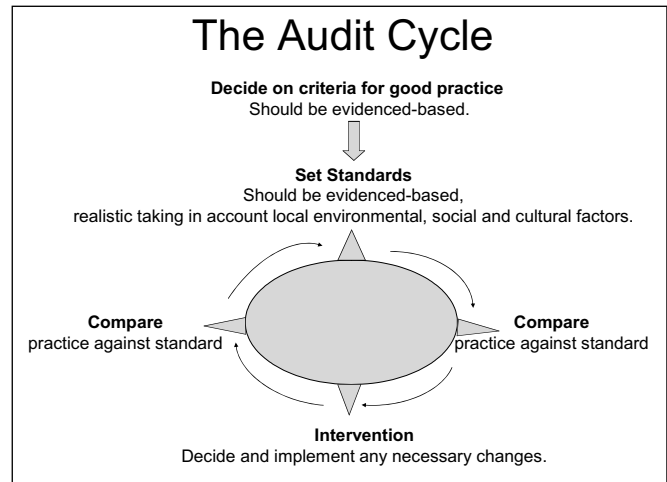 The Audit Cycle
Decide on criteria for good practice
Should be evidenced-based.
Set Standards
Should be evidenced-based,
realistic taking in account local environmental, social and cultural factors.
Compare
practice against standard
Compare
practice against standard
Intervention
Decide and implement any necessary changes.